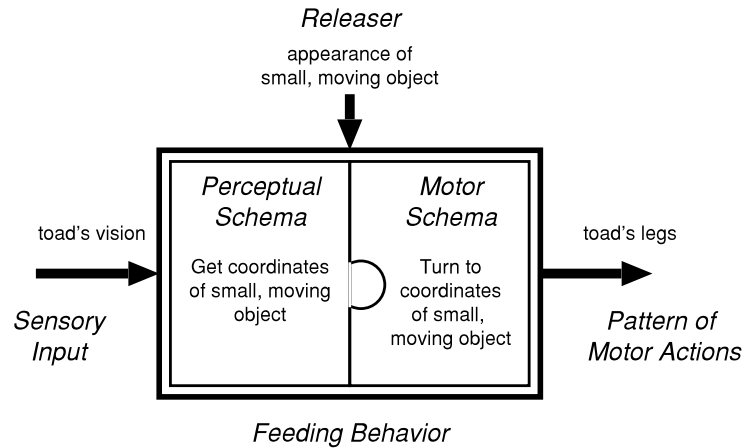 Releaser
appearance of
small, moving object
Perceptual
Schema
Motor
Schema
toad's vision
toad's legs
Get coordinates
of small, moving
object
Turn to
coordinates
of small,
moving object
Sensory
Input
Pattern of
Motor Actions
Feeding Behavior